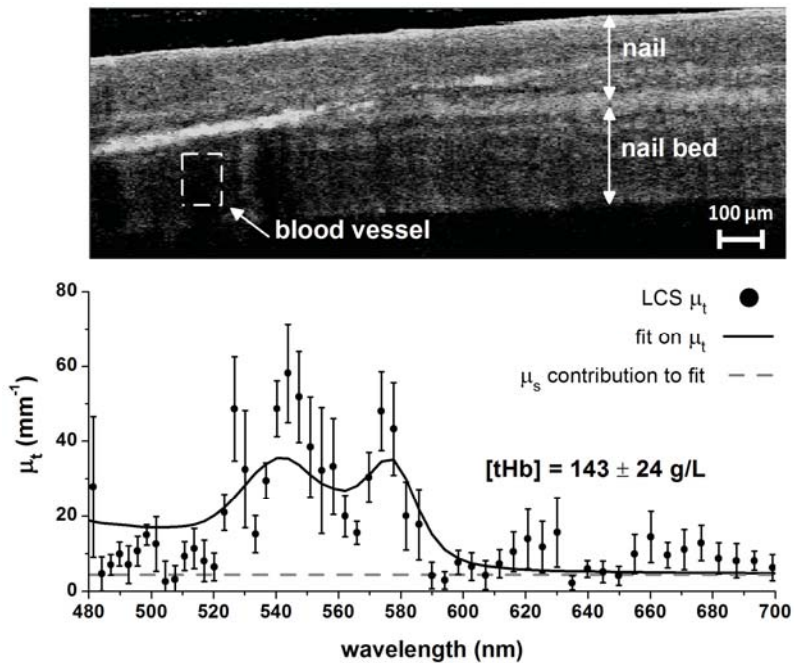 nail
nail bed
blood vessel
100 µm
80
60
40
20
0
µt (mm⁻¹)
LCS µt
fit on µt
µs contribution to fit
[tHb] = 143 ± 24 g/L
480 500 520 540 560 580 600 620 640 660 680 700
wavelength (nm)